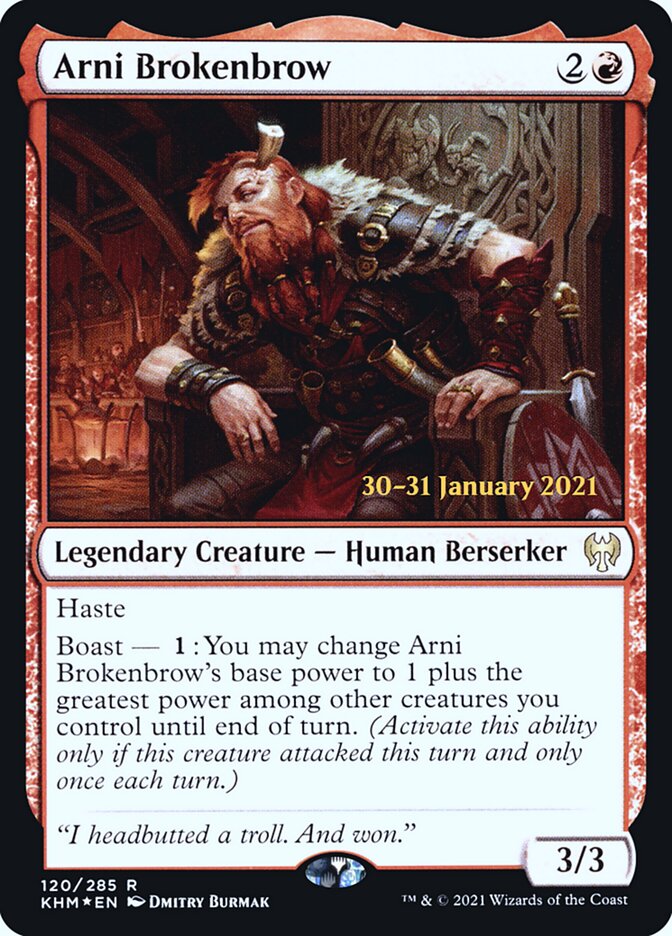 Arni Brokenbrow 2
30–31 January 2021
Legendary Creature — Human Berserker
Haste
Boast — 1 : You may change Arni
Brokenbrow's base power to 1 plus the
greatest power among other creatures you
control until end of turn. (Activate this ability
only if this creature attacked this turn and only
once each turn.)
"I headbutted a troll. And won."
3/3
120/285 R
KHM★EN Dmitry Burmak
™ & © 2021 Wizards of the Coast